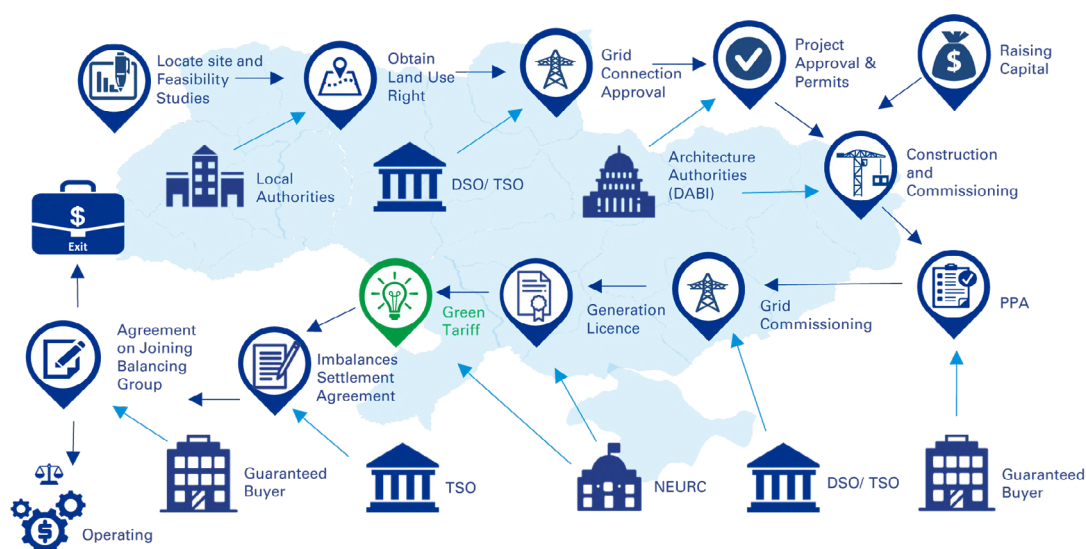 Locate site and
Feasibility
Studies
Obtain
Land Use
Right
Grid
Connection
Approval
Project
Approval &
Permits
$
Raising
Capital
Local
Authorities
DSO/ TSO
Architecture
Authorities
(DABI)
Construction
and
Commissioning
$
Exit
Agreement
on Joining
Balancing
Group
Imbalances
Settlement
Agreement
Green
Tariff
Generation
Licence
Grid
Commissioning
PPA
$
Operating
Guaranteed
Buyer
TSO
NEURC
DSO/ TSO
Guaranteed
Buyer